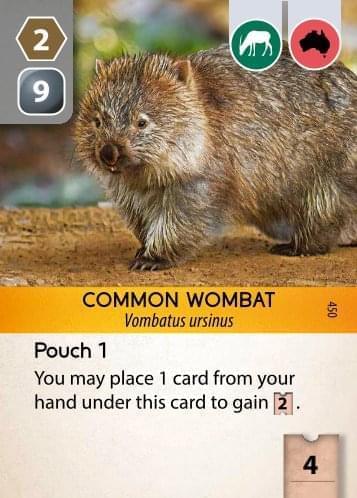 2
9
COMMON WOMBAT
Vombatus ursinus
450
Pouch 1
You may place 1 card from your
hand under this card to gain 2 .
4